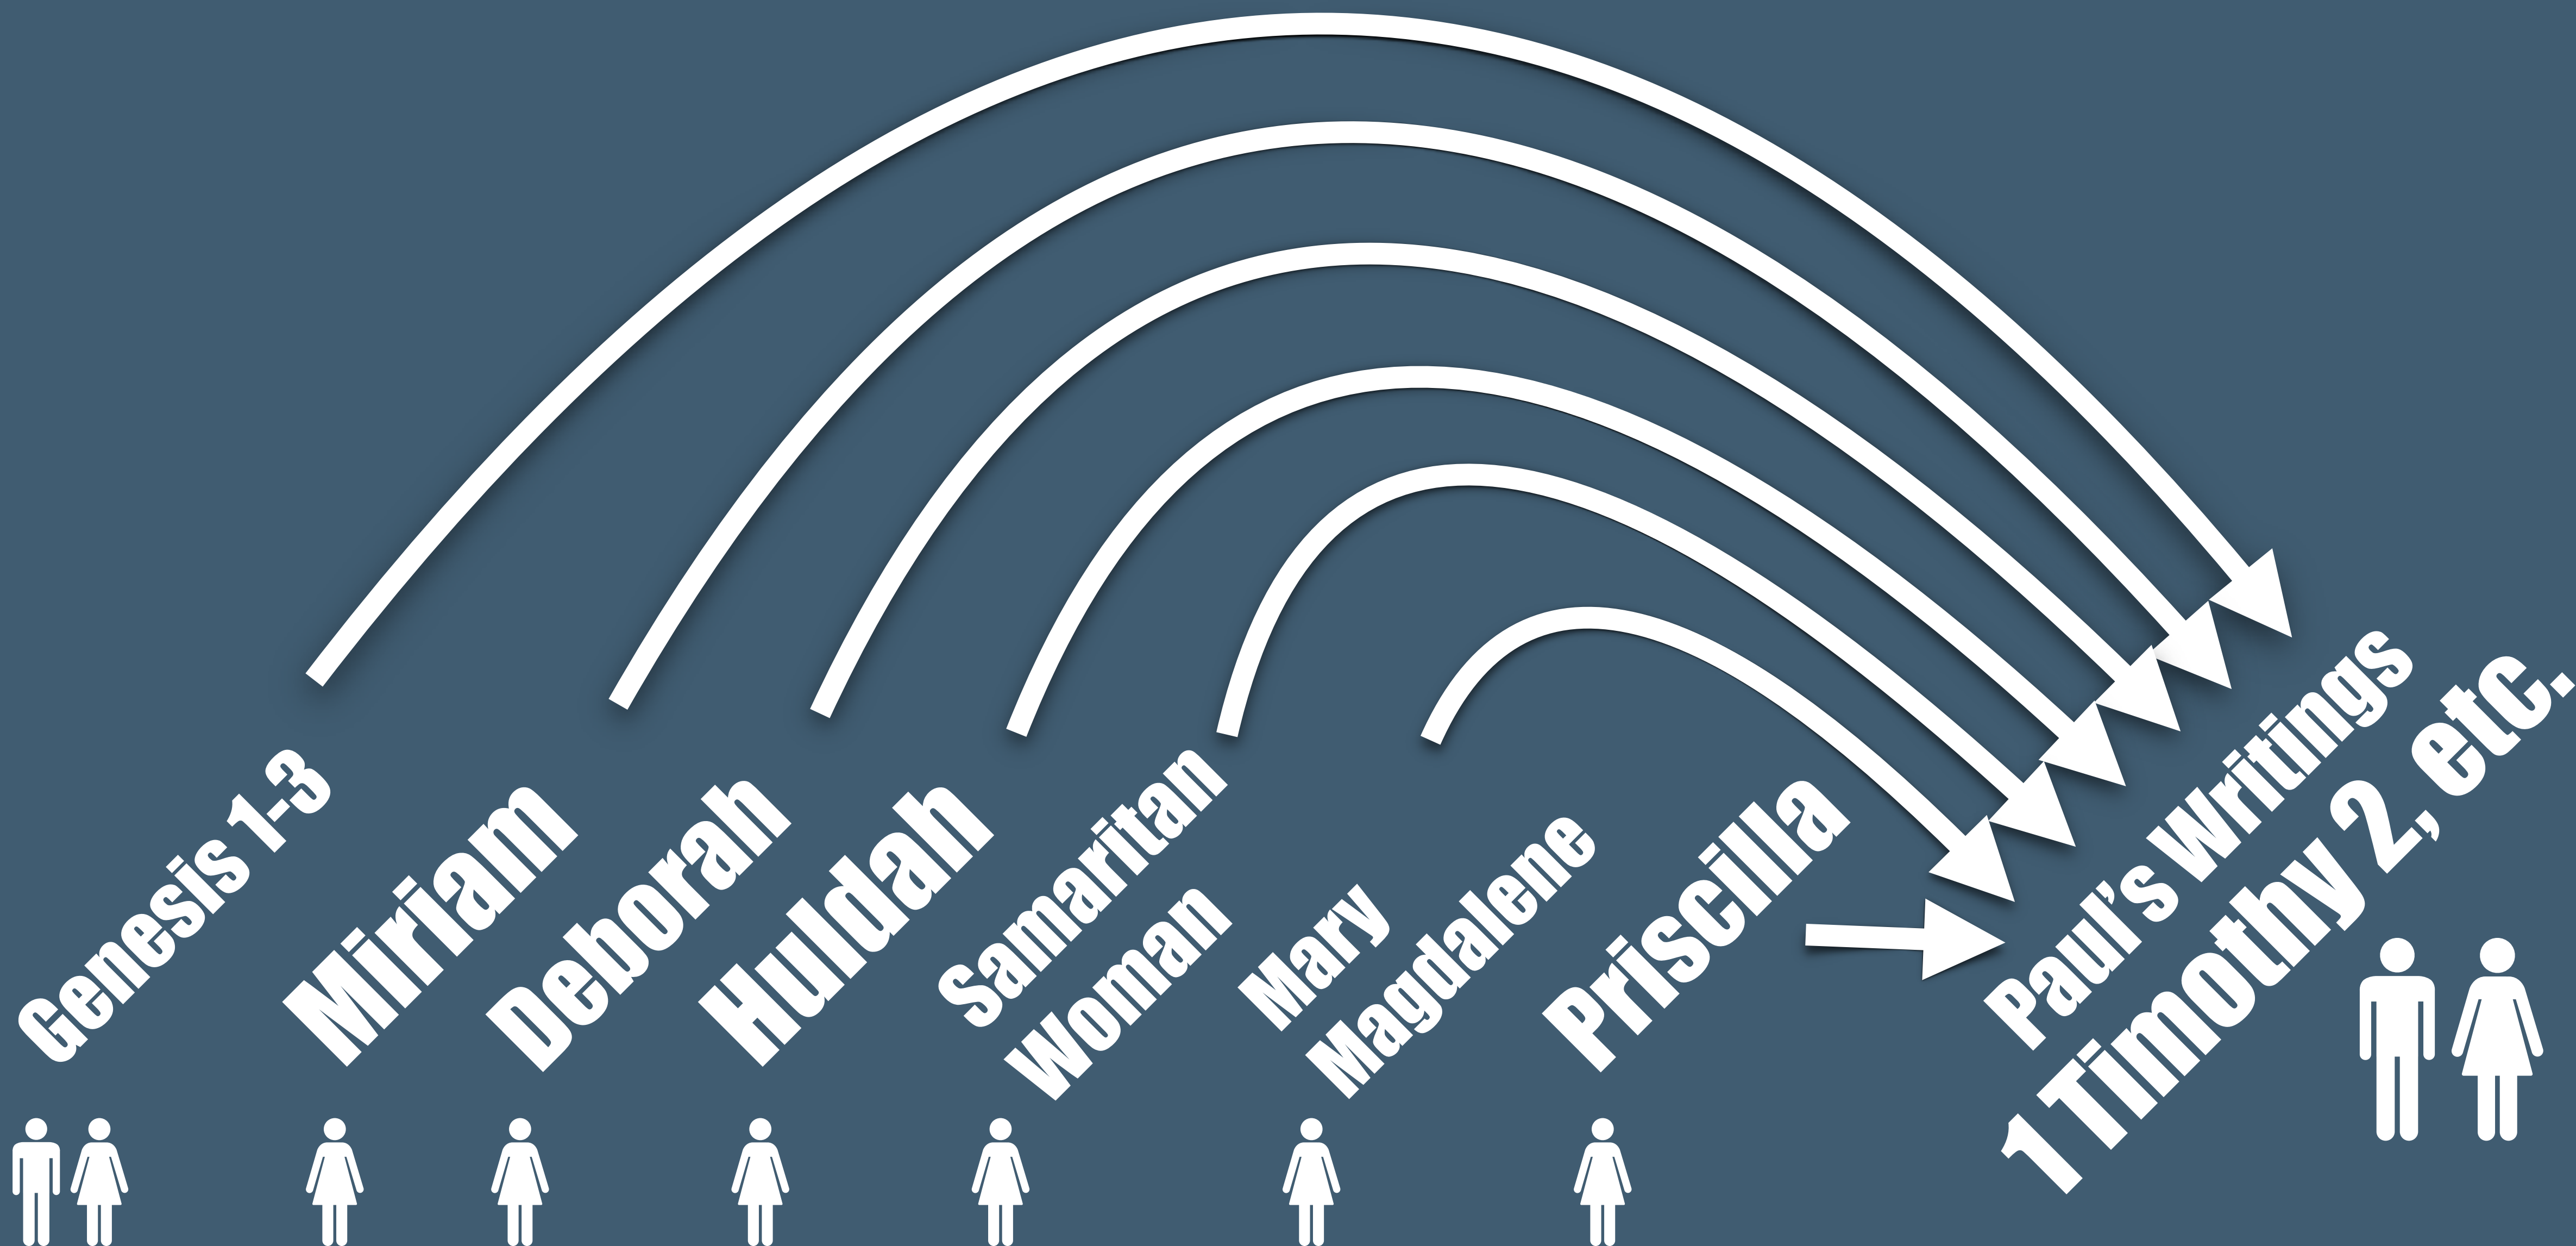 Genesis 1-3
Miriam
Deborah
Huldah
Samaritan
Woman
Mary
Magdalene
Priscilla
Paul’s Writings
1 Timothy 2, etc.